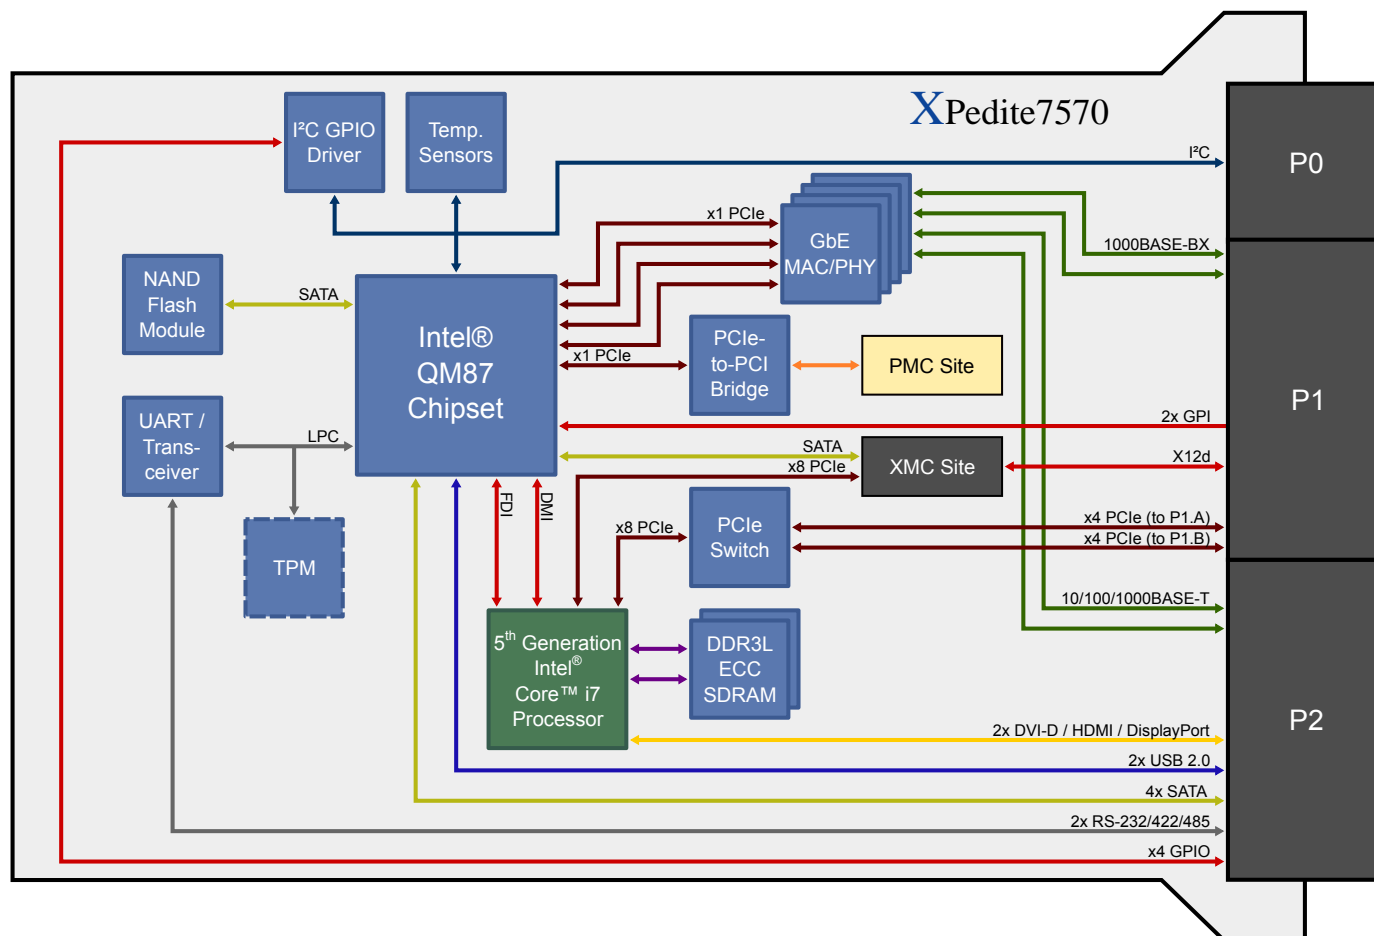 XPedite7570
I²C GPIO
Driver
Temp.
Sensors
I²C
P0
x1 PCIe
GbE
MAC/PHY
1000BASE-BX
NAND
Flash
Module
SATA
Intel®
QM87
Chipset
x1 PCIe
PCIe-
to-PCI
Bridge
PMC Site
P1
2x GPI
UART /
Trans-
ceiver
LPC
SATA
x8 PCIe
XMC Site
X12d
FDI
DMI
x8 PCIe
PCIe
Switch
x4 PCIe (to P1.A)
x4 PCIe (to P1.B)
TPM
10/100/1000BASE-T
5th Generation
Intel®
Core™ i7
Processor
DDR3L
ECC
SDRAM
P2
2x DVI-D / HDMI / DisplayPort
2x USB 2.0
4x SATA
2x RS-232/422/485
x4 GPIO